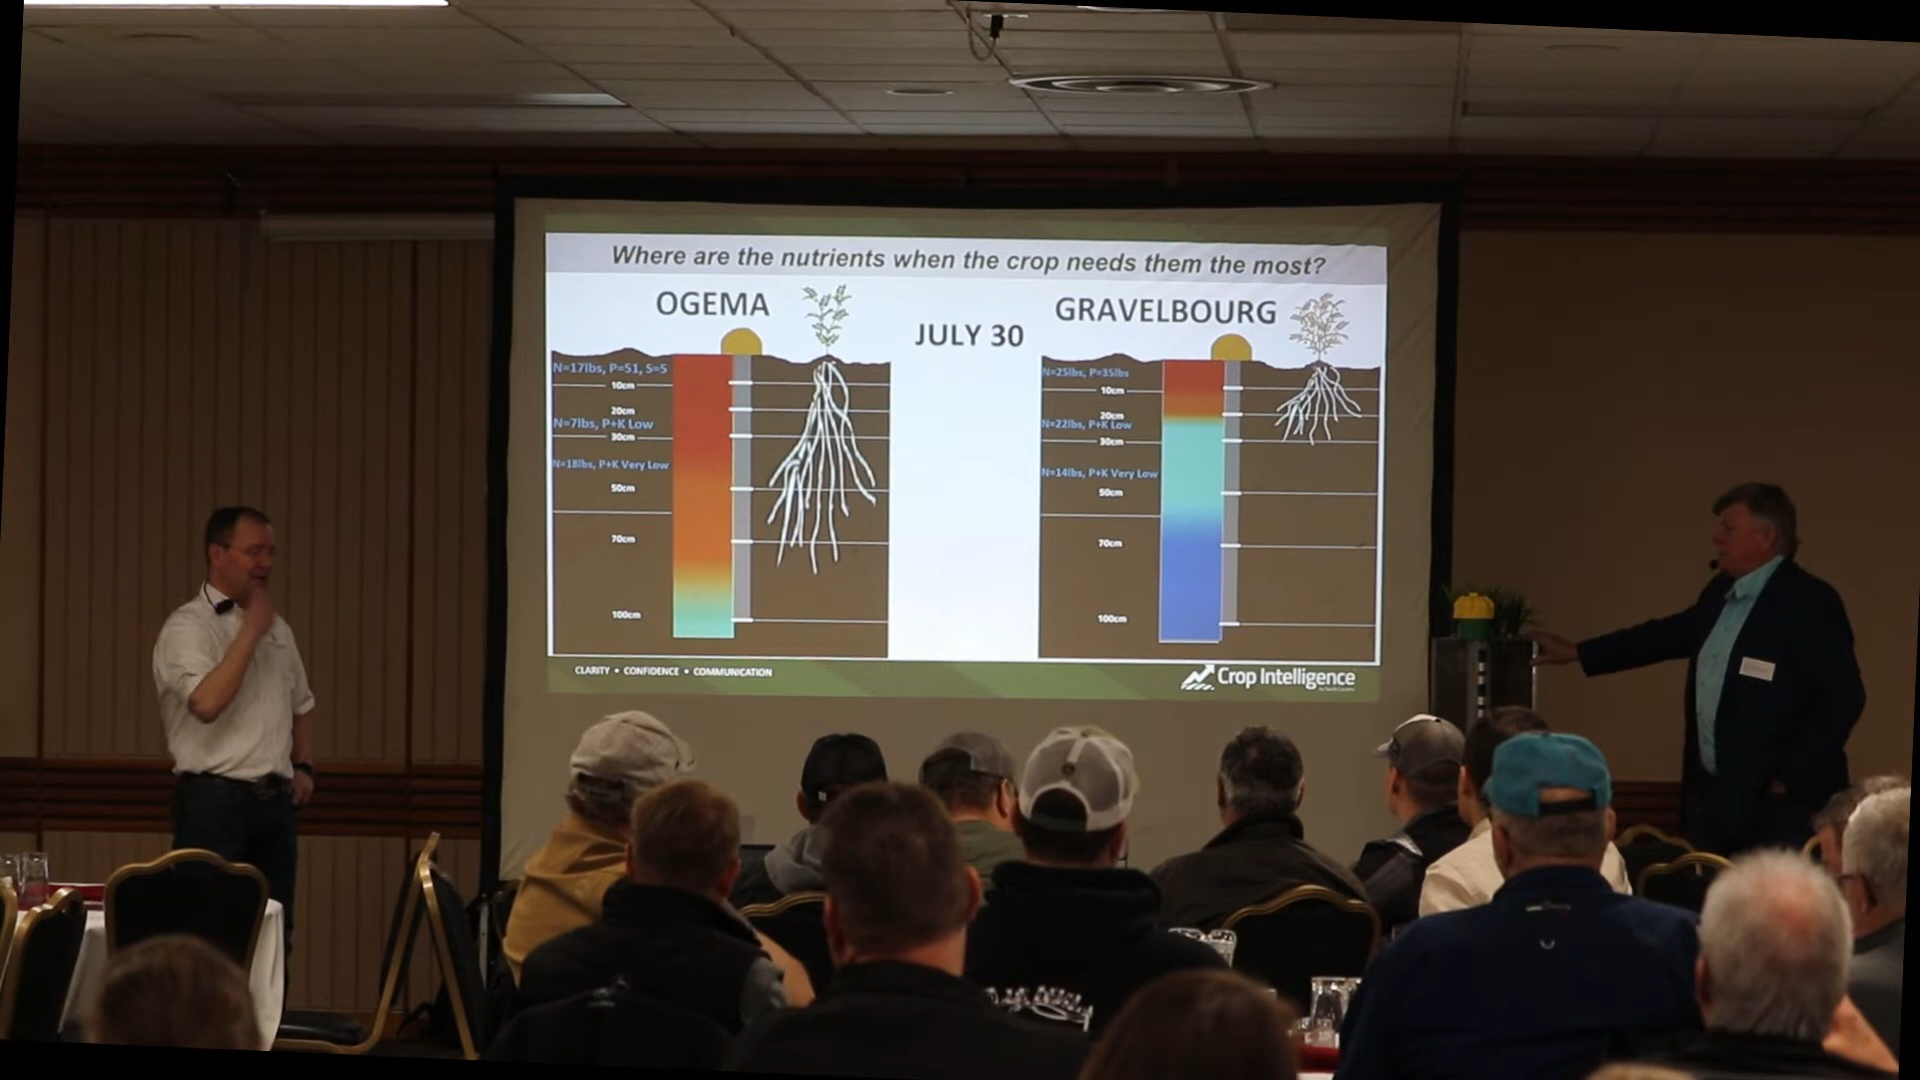 Where are the nutrients when the crop needs them the most?
OGEMA
JULY 30
GRAVELBOURG
N=17lbs, P=51, S=5
10cm
20cm
N=7lbs, P+K Low
30cm
N=18lbs, P+K Very Low
50cm
70cm
100cm
N=25lbs, P=35lbs
10cm
20cm
N=22lbs, P+K Low
30cm
N=14lbs, P+K Very Low
50cm
70cm
100cm
CLARITY • CONFIDENCE • COMMUNICATION
Crop Intelligence